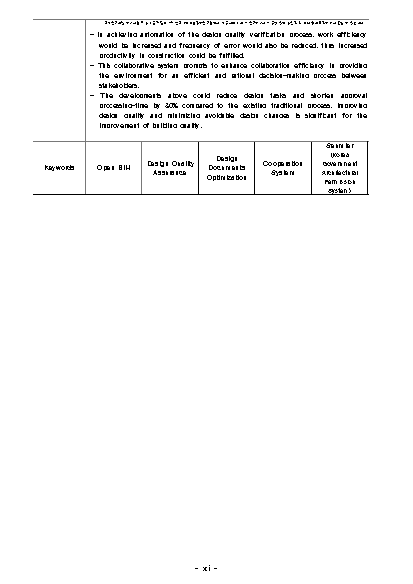 - In achieving automation of the design quality verification process, work efficiency
would be increased and frequency of error would also be reduced, thus increased
productivity in construction could be fulfilled.
- This collaborative system prompts to enhance collaboration efficiency in providing
the environment for an efficient and rational decision-making process between
stakeholders.
- The developments above could reduce design tasks and shorten approval
processing-time by 30% compared to the existing traditional process. Improving
design quality and minimizing avoidable design changes is significant for the
improvement of building quality.
Keywords
Open BIM
Design Quality
Assurance
Design
Documents
Optimization
Cooperation
System
Seumter
(Korea
Government
Architectural
Permission
System)
- xi -